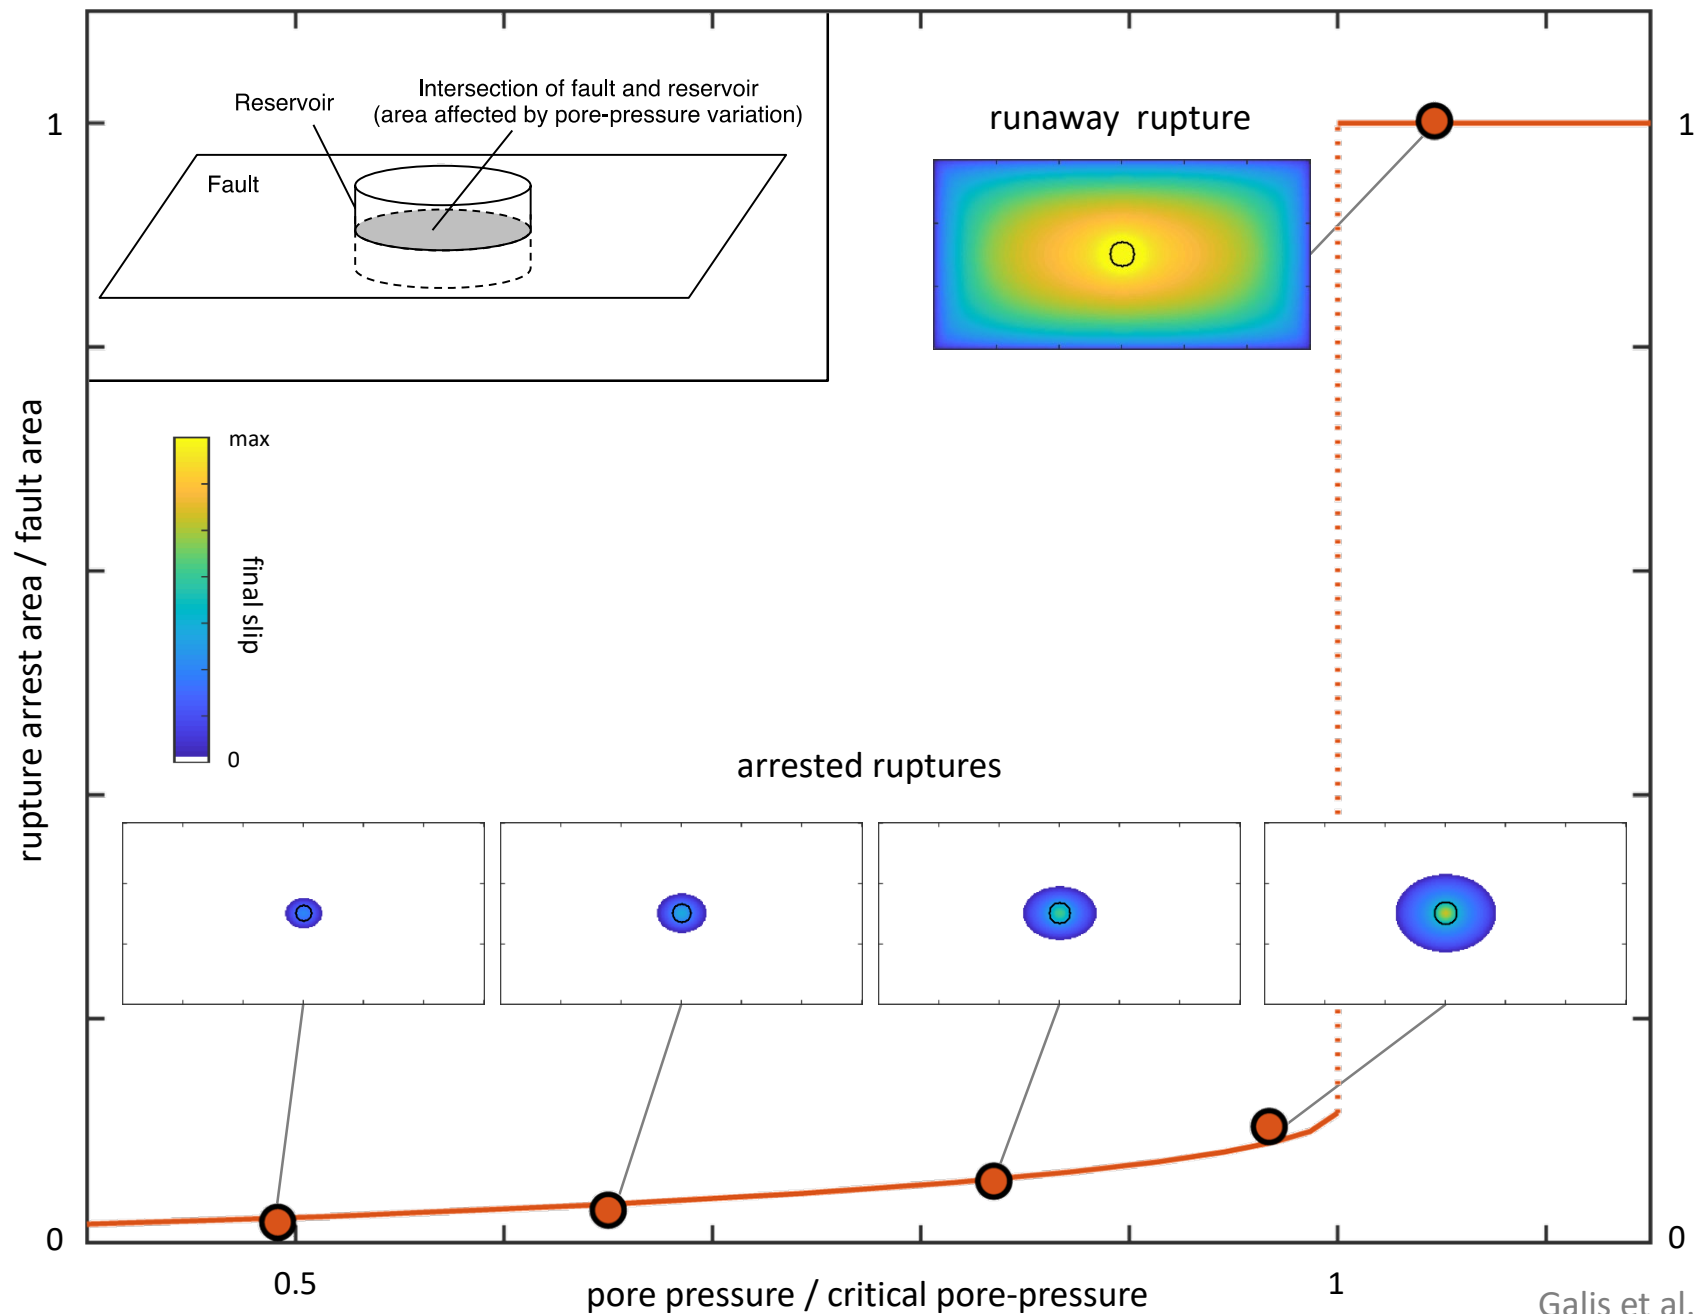 Reservoir
Intersection of fault and reservoir
(area affected by pore-pressure variation)
Fault
runaway rupture
1
1
max
final slip
0
rupture arrest area / fault area
arrested ruptures
0
0
0.5
1
pore pressure / critical pore-pressure
Galis et al.